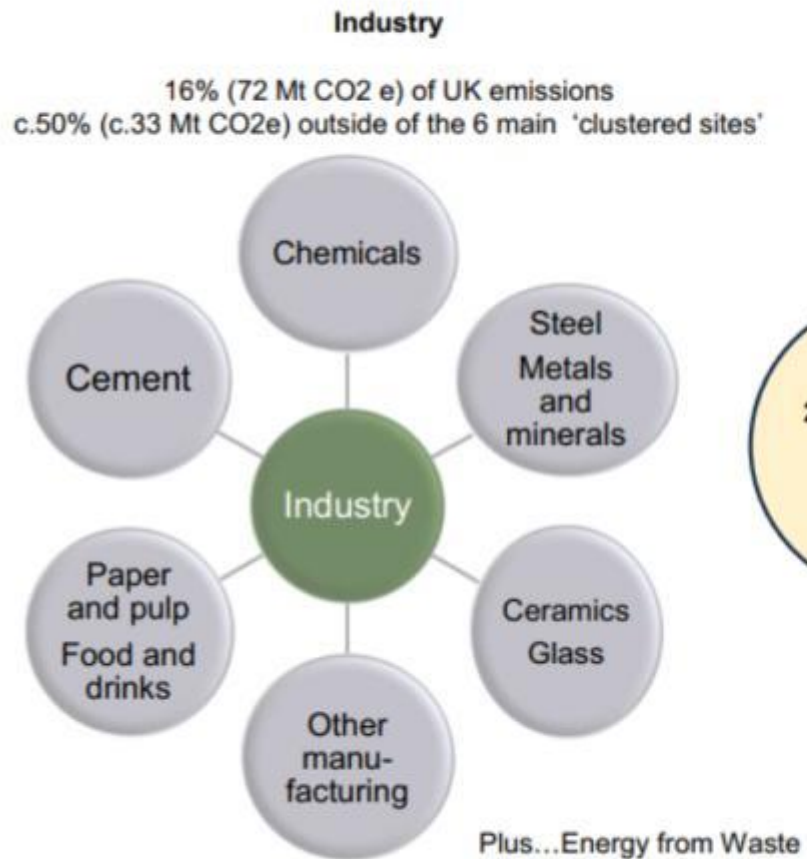 Industry
16% (72 Mt CO2 e) of UK emissions
c.50% (c.33 Mt CO2e) outside of the 6 main 'clustered sites'
Chemicals
Steel
Metals
and
minerals
Cement
Industry
Ceramics
Glass
Paper
and pulp
Food and
drinks
Other
manu-
facturing
Plus...Energy from Waste